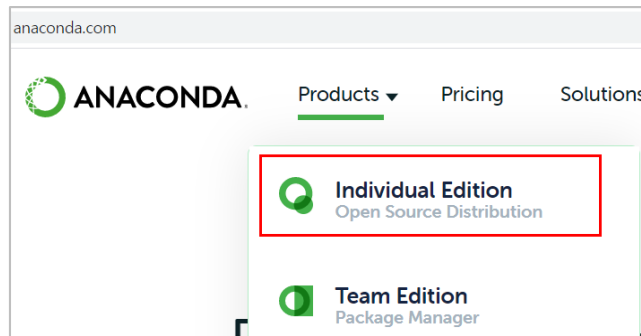 anaconda.com
ANACONDA.
Products Pricing Solutions
Individual Edition
Open Source Distribution
Team Edition
Package Manager